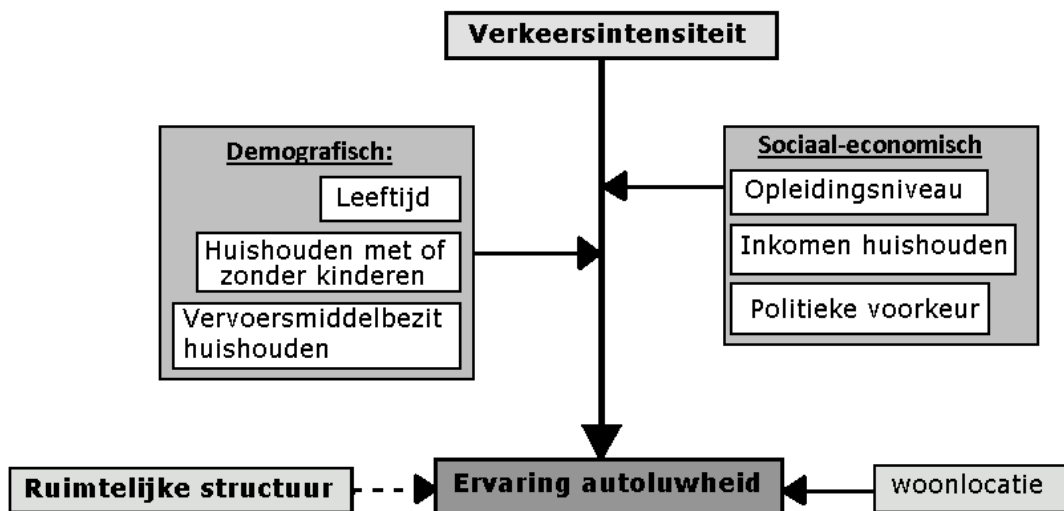 Verkeersintensiteit
Demografisch:
Leeftijd
Huishouden met of
zonder kinderen
Vervoersmiddelbezit
huishouden
Sociaal-economisch
Opleidingsniveau
Inkomen huishouden
Politieke voorkeur
Ruimtelijke structuur
Ervaring autoluwheid
woonlocatie